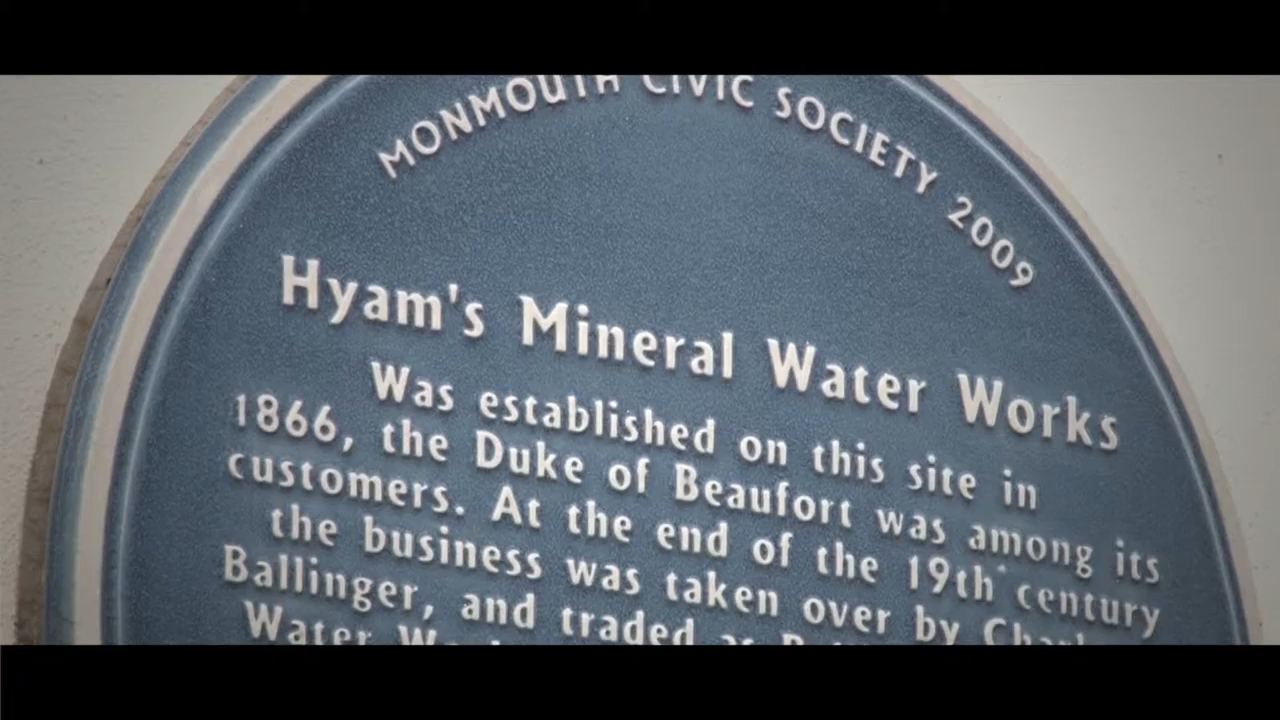 MONMOUTH CIVIC SOCIETY 2009
Hyam's Mineral Water Works
Was established on this site in
1866, the Duke of Beaufort was among its
customers. At the end of the 19th century
the business was taken over by
Ballinger, and traded as
Water